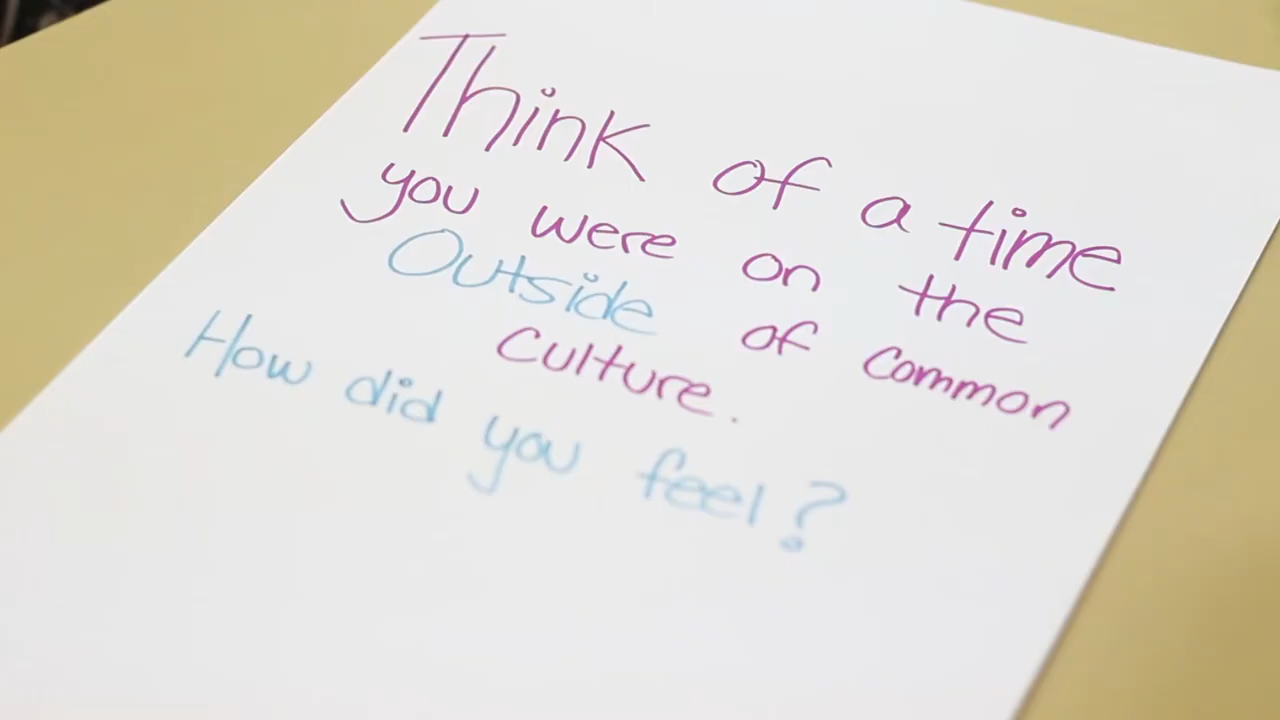 Think of a time
you were on the
Outside of common
culture.
How did you feel?